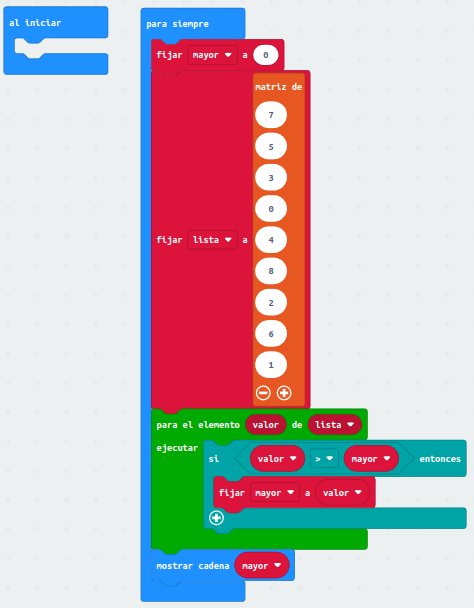 al iniciar
para siempre
fijar mayor a 0
matriz de
7
5
3
0
fijar lista a 4
8
2
6
1
para el elemento valor de lista
ejecutar
si valor > mayor entonces
fijar mayor a valor
mostrar cadena mayor